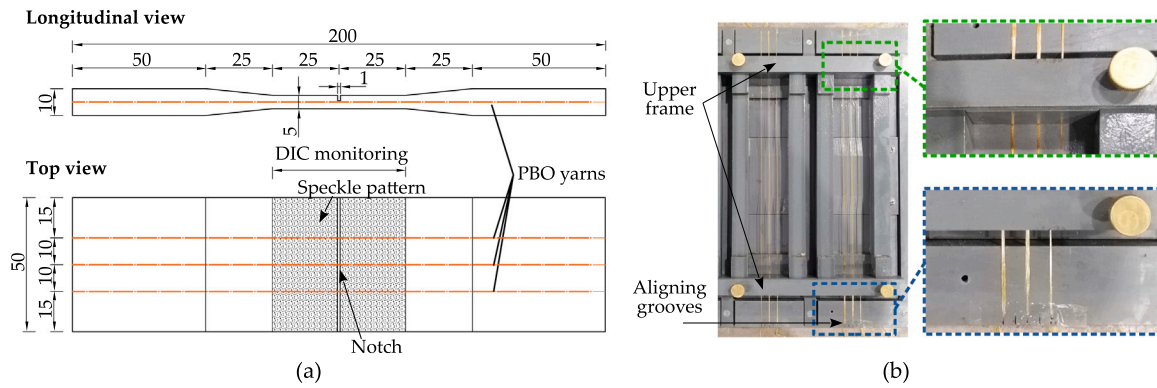 Longitudinal view
200
50
25
25
25
25
50
1
10
5
DIC monitoring
PBO yarns
Top view
Speckle pattern
15
10
50
10
15
Notch
(a)
Upper
frame
Aligning
grooves
(b)